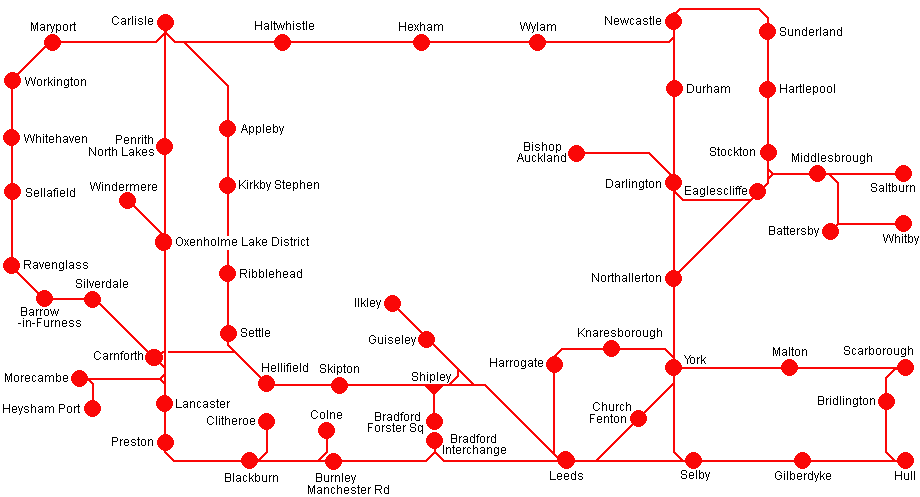 Carlisle
Maryport
Haltwhistle
Hexham
Wylam
Newcastle
Sunderland
Workington
Durham
Hartlepool
Appleby
Whitehaven
Penrith
North Lakes
Bishop
Auckland
Stockton
Middlesbrough
Windermere
Kirkby Stephen
Darlington
Eaglescliffe
Saltburn
Sellafield
Battersby
Whitby
Oxenholme Lake District
Ravenglass
Silverdale
Ribblehead
Northallerton
Barrow
-in-Furness
Ilkley
Settle
Guiseley
Knaresborough
Carnforth
Hellifield
Skipton
Shipley
Harrogate
York
Malton
Scarborough
Morecambe
Heysham Port
Lancaster
Clitheroe
Colne
Bradford
Forster Sq
Church
Fenton
Bridlington
Preston
Bradford
Interchange
Blackburn
Burnley
Manchester Rd
Leeds
Selby
Gilberdyke
Hull